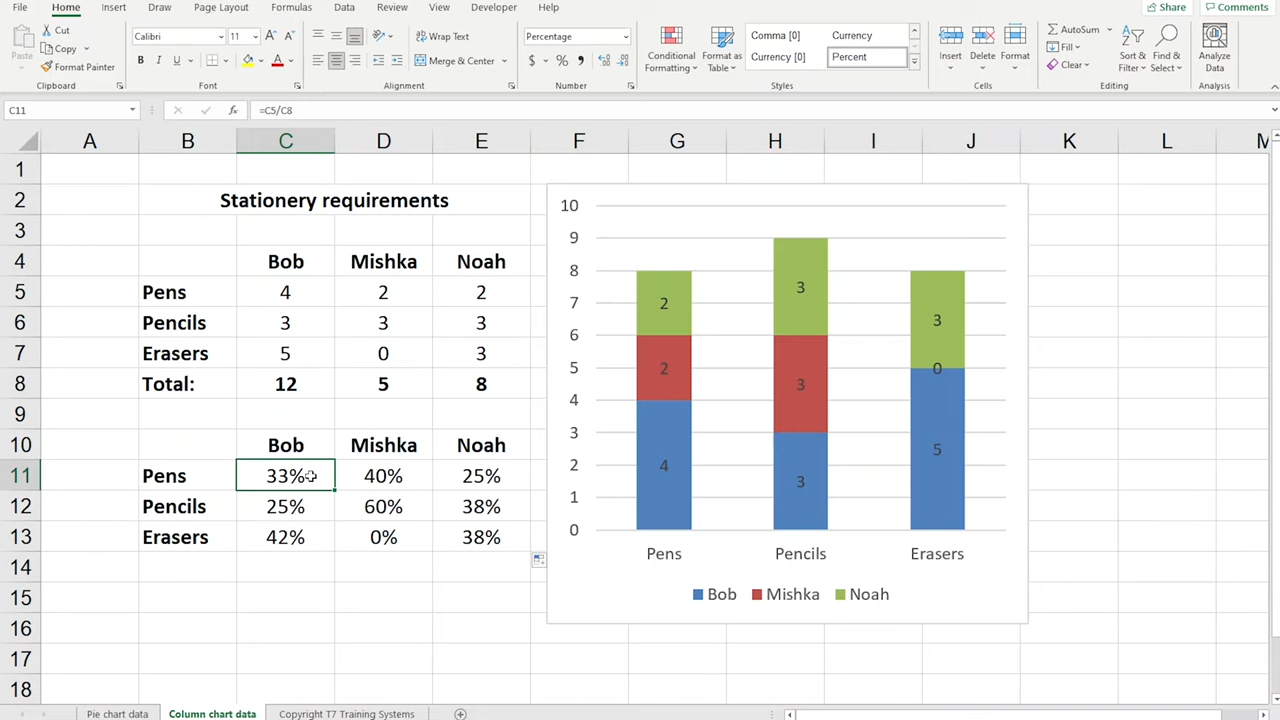 File Home Insert Draw Page Layout Formulas Data Review View Developer Help Share Comments
Paste Cut Calibri 11 Wrap Text Percentage Conditional Formatting Format as Table Comma [0] Currency Insert Delete Format AutoSum Sort & Filter Find & Select Analyze Data
Copy B I U Merge & Center $ % Currency [0] Percent Fill
Format Painter Clear
Clipboard Font Alignment Number Styles Cells Editing Analysis
C11 fx =C5/C8
A B C D E F G H I J K L M
1
2 Stationery requirements
3
4 Bob Mishka Noah
5 Pens 4 2 2
6 Pencils 3 3 3
7 Erasers 5 0 3
8 Total: 12 5 8
9
10 Bob Mishka Noah
11 Pens 33% 40% 25%
12 Pencils 25% 60% 38%
13 Erasers 42% 0% 38%
14
15
16
17
18
10
9
8
7
6
5
4
3
2
1
0
2 3 3
2 3 0
4 3 5
Pens Pencils Erasers
Bob Mishka Noah
Pie chart data Column chart data Copyright T7 Training Systems